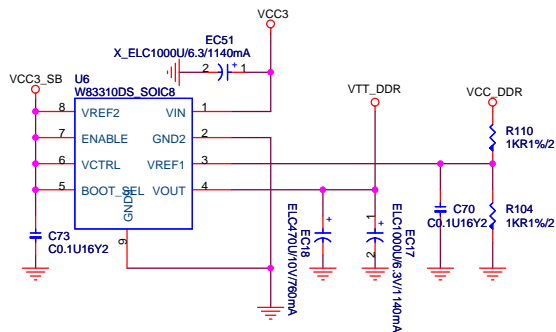 VCC3
EC51
X_ELC1000U/6.3/1140mA
2
+
1
VCC3_SB
U6
W83310DS_SOIC8
VTT_DDR
VCC_DDR
8
VREF2
VIN
1
7
ENABLE
GND2
2
6
VCTRL
VREF1
3
5
BOOT_SEL
VOUT
4
GND1
9
R110
1KR1%/2
R104
1KR1%/2
C73
C0.1U16Y2
+
EC18
ELC470U/10V/760mA
1
+
2
EC17
ELC1000U/6.3V/1140mA
C70
C0.1U16Y2